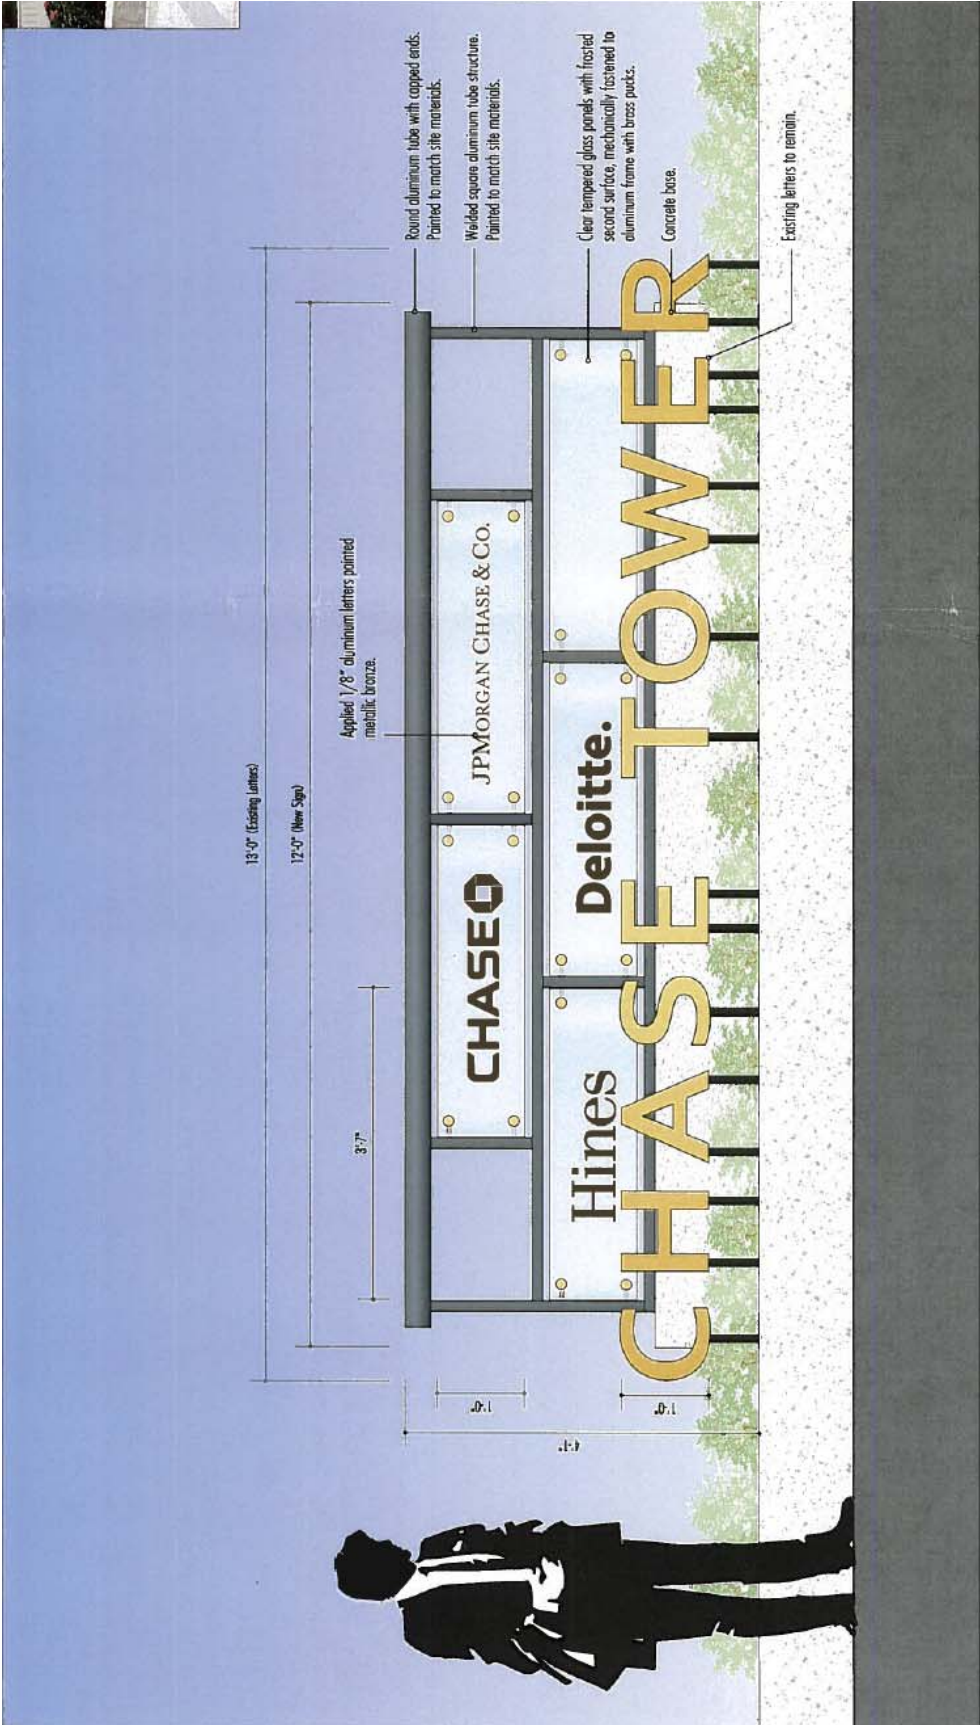 13'-0" (Existing Letters)
12'-0" (New Sign)
3'-7"
Applied 1/8" aluminum letters painted
metallic bronze.
Round aluminum tube with capped ends.
Painted to match site materials.
Welded square aluminum tube structure.
Painted to match site materials.
Clear tempered glass panels with frosted
second surface, mechanically fastened to
aluminum frame with brass pucks.
Concrete base.
Existing letters to remain.
4'-1"
1'-0"
1'-0"
CHASE
JPMORGAN CHASE & CO.
Hines
Deloitte.
CHASE TOWER